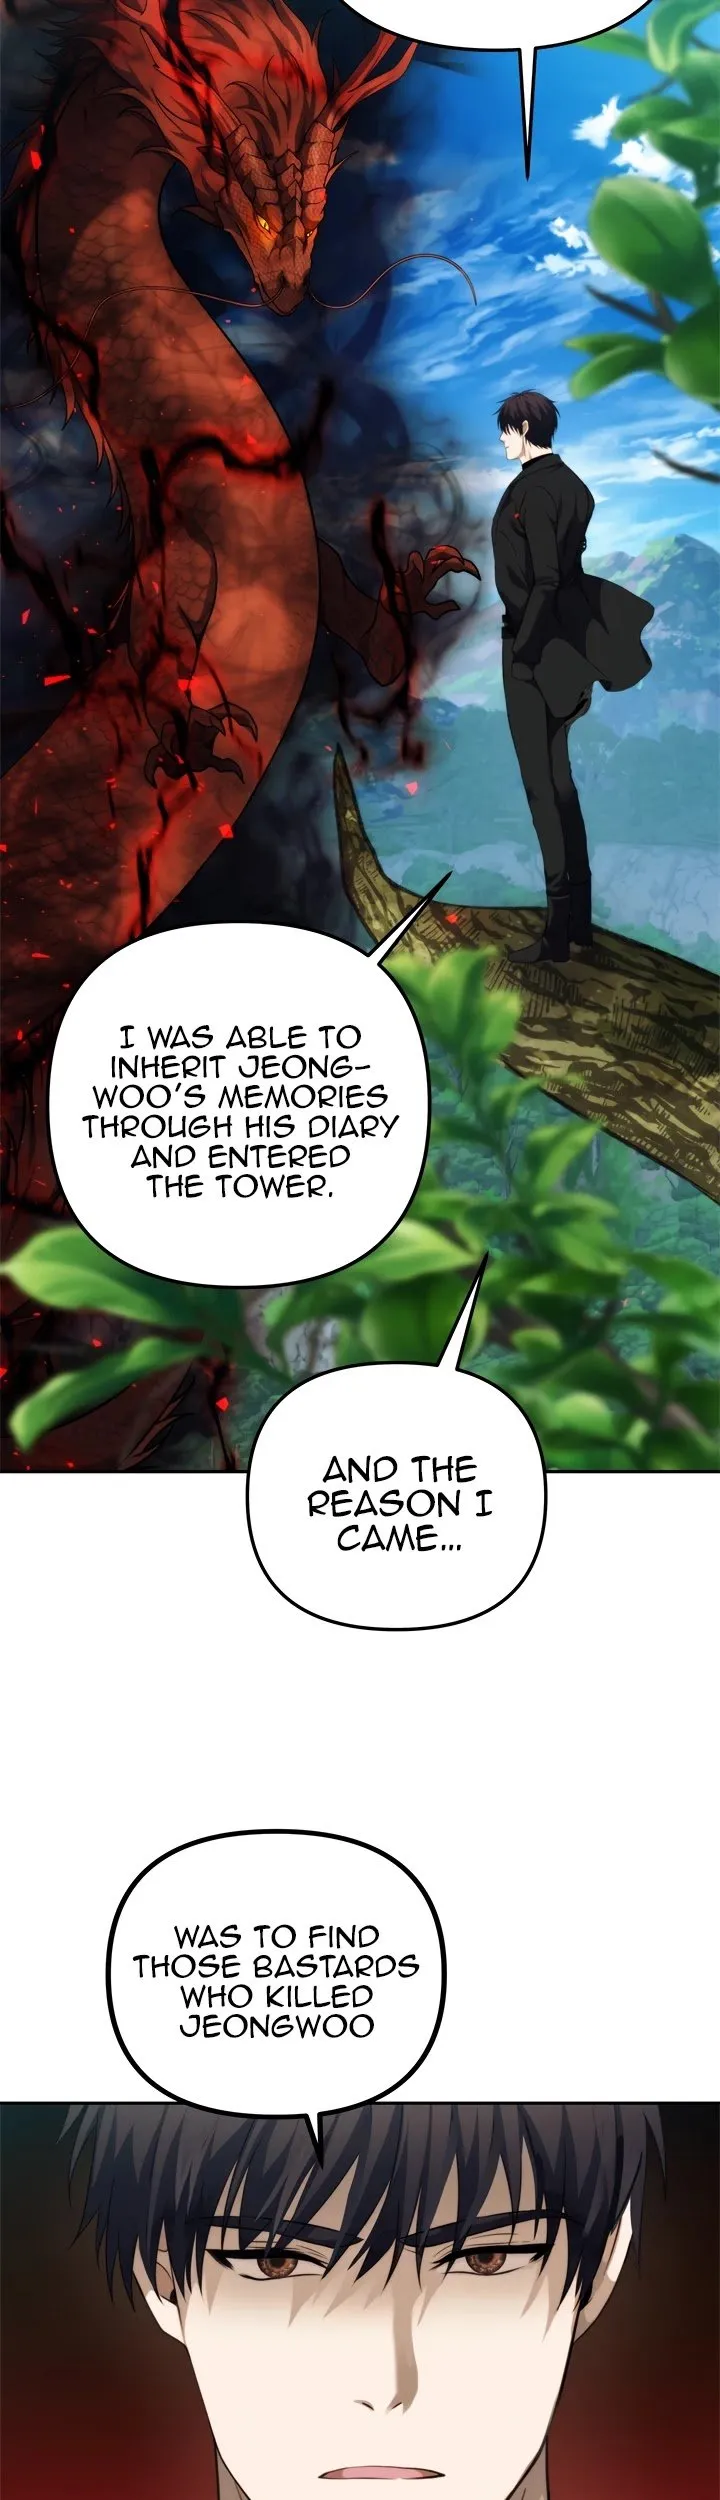 I WAS ABLE TO
INHERIT JEONG-
WOO'S MEMORIES
THROUGH HIS DIARY
AND ENTERED
THE TOWER.
AND THE
REASON I
CAME...
WAS TO FIND
THOSE BASTARDS
WHO KILLED
JEONGWOO